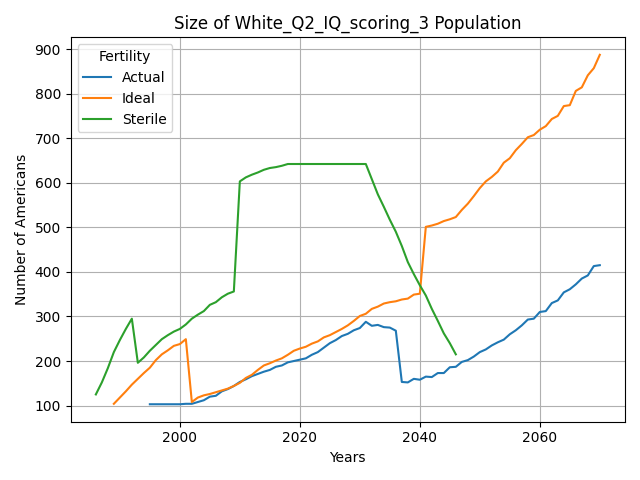 Size of White_Q2_IQ_scoring_3 Population
Number of Americans
900
800
700
600
500
400
300
200
100
Fertility
Actual
Ideal
Sterile
2000
2020
2040
2060
Years